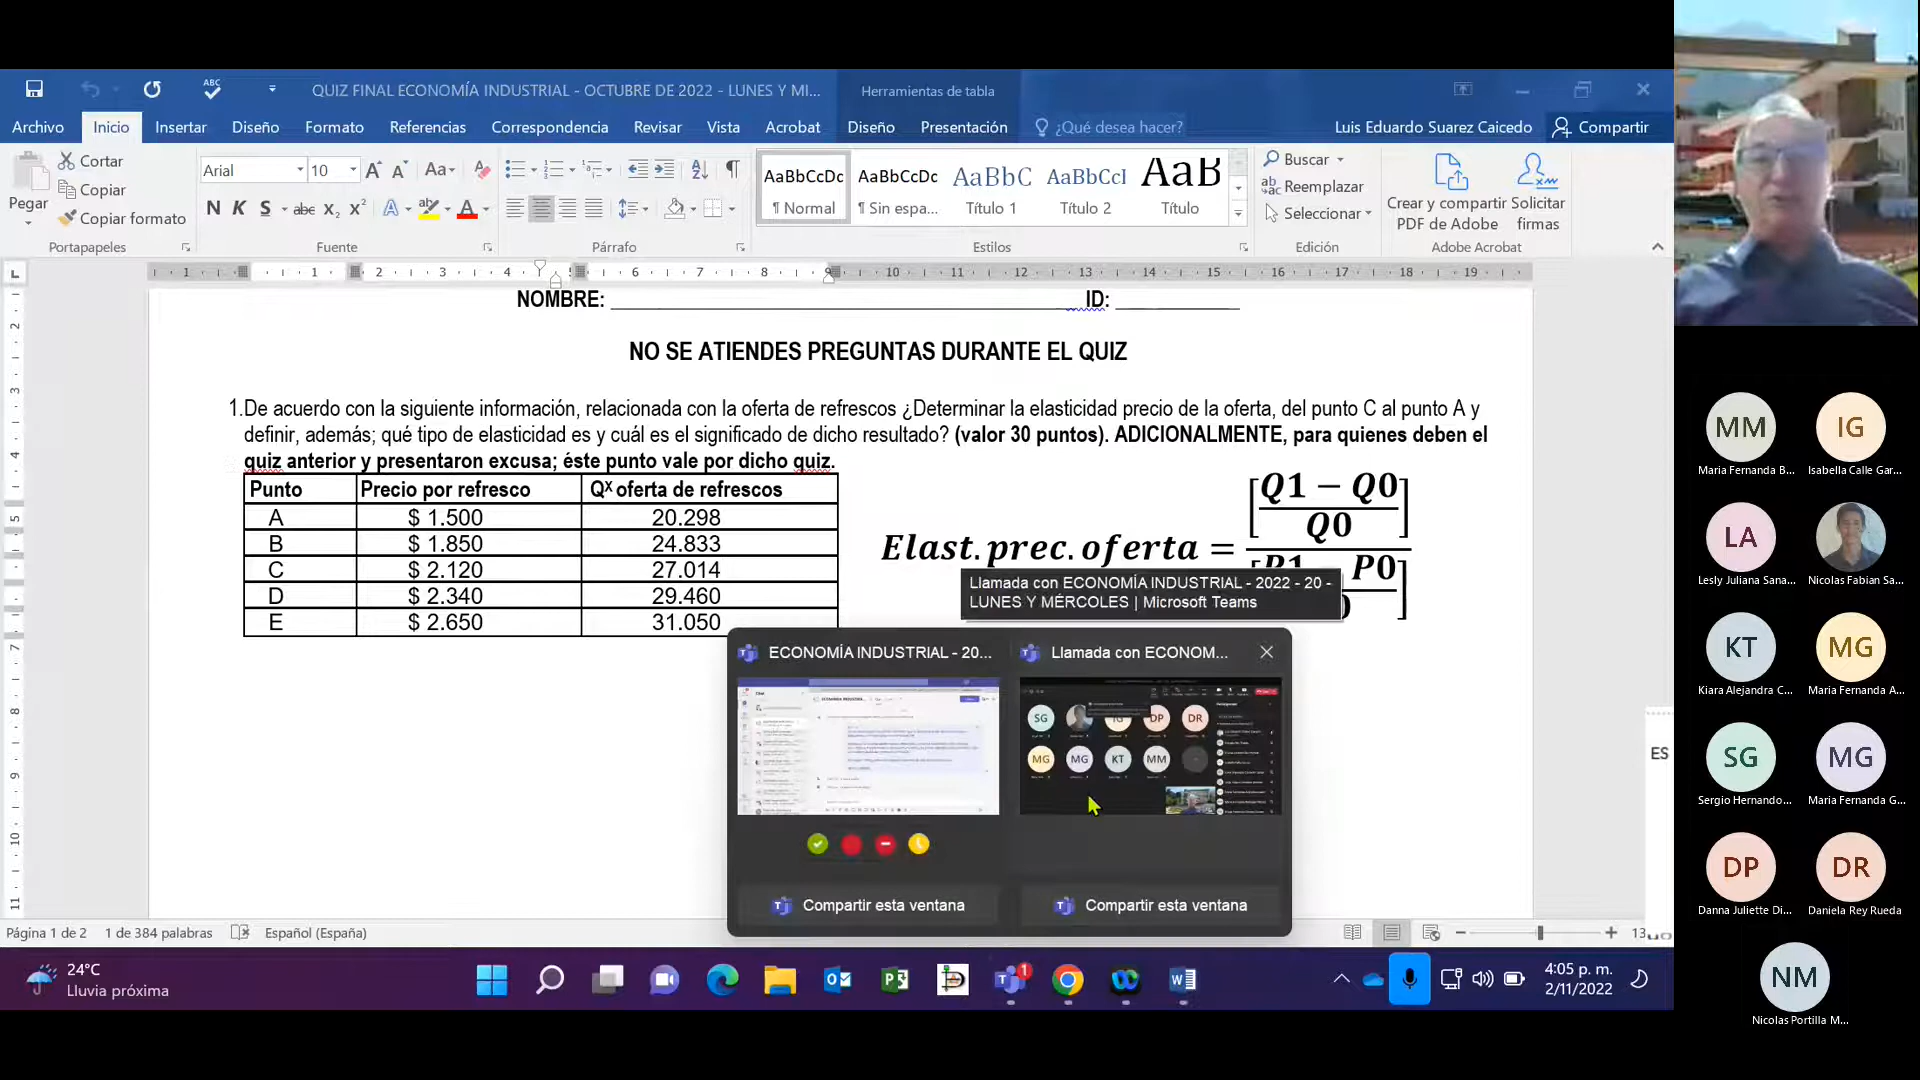 QUIZ FINAL ECONOMÍA INDUSTRIAL - OCTUBRE DE 2022 - LUNES Y MI...
Herramientas de tabla
Archivo
Inicio
Insertar
Diseño
Formato
Referencias
Correspondencia
Revisar
Vista
Acrobat
Diseño
Presentación
¿Qué desea hacer?
Luis Eduardo Suarez Caicedo
Compartir
Pegar
Cortar
Copiar
Copiar formato
Portapapeles
Arial
10
Fuente
Párrafo
AaBbCcDc
¶ Normal
AaBbCcDc
¶ Sin espa...
AaBbC
Título 1
AaBbCcI
Título 2
AaB
Título
Estilos
Buscar
Reemplazar
Seleccionar
Edición
Crear y compartir
PDF de Adobe
Solicitar
firmas
Adobe Acrobat
NOMBRE: ID:
NO SE ATIENDES PREGUNTAS DURANTE EL QUIZ
1.De acuerdo con la siguiente información, relacionada con la oferta de refrescos ¿Determinar la elasticidad precio de la oferta, del punto C al punto A y
definir, además; qué tipo de elasticidad es y cuál es el significado de dicho resultado? (valor 30 puntos). ADICIONALMENTE, para quienes deben el
quiz anterior y presentaron excusa; éste punto vale por dicho quiz.
Punto Precio por refresco Qˣ oferta de refrescos
A $ 1.500 20.298
B $ 1.850 24.833
C $ 2.120 27.014
D $ 2.340 29.460
E $ 2.650 31.050
Q1 − Q0
Q0
Elast. prec. oferta =
P0
Llamada con ECONOMÍA INDUSTRIAL - 2022 - 20 -
LUNES Y MÉRCOLES | Microsoft Teams
ECONOMÍA INDUSTRIAL - 20...
Llamada con ECONOM...
SG
DP
DR
MG
MG
KT
MM
Compartir esta ventana
Compartir esta ventana
ES
Página 1 de 2
1 de 384 palabras
Español (España)
24°C
Lluvia próxima
1
4:05 p. m.
2/11/2022
MM
Maria Fernanda B...
IG
Isabella Calle Gar...
LA
Lesly Juliana Sana...
Nicolas Fabian Sa...
KT
Kiara Alejandra C...
MG
Maria Fernanda A...
SG
Sergio Hernando...
MG
Maria Fernanda G...
DP
Danna Juliette Di...
DR
Daniela Rey Rueda
NM
Nicolas Portilla M...